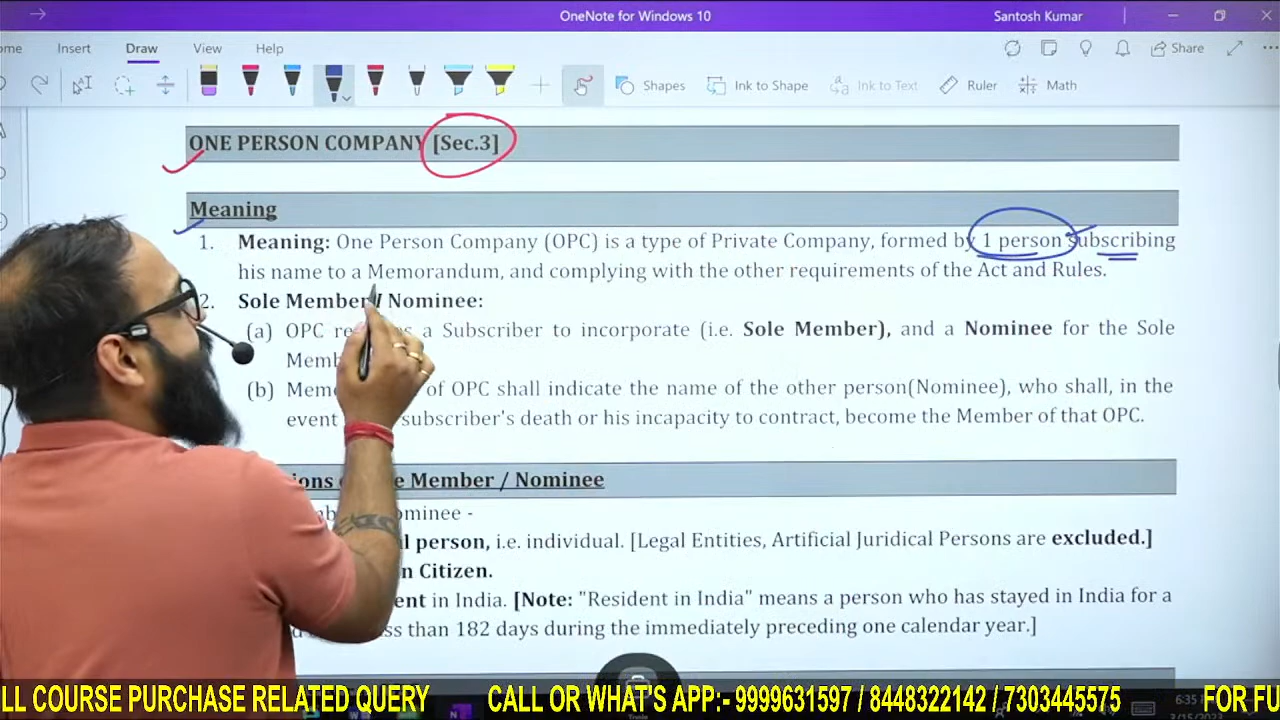 OneNote for Windows 10
Santosh Kumar
ome Insert Draw View Help
Share
Shapes Ink to Shape Ink to Text Ruler Math
ONE PERSON COMPANY [Sec.3]
Meaning
1. Meaning: One Person Company (OPC) is a type of Private Company, formed by 1 person subscribing
his name to a Memorandum, and complying with the other requirements of the Act and Rules.
2. Sole Member / Nominee:
(a) OPC a Subscriber to incorporate (i.e. Sole Member), and a Nominee for the Sole
Memb
(b) Mem of OPC shall indicate the name of the other person(Nominee), who shall, in the
event subscriber's death or his incapacity to contract, become the Member of that OPC.
ions Member / Nominee
ominee -
l person, i.e. individual. [Legal Entities, Artificial Juridical Persons are excluded.]
n Citizen.
ent in India. [Note: "Resident in India" means a person who has stayed in India for a
ss than 182 days during the immediately preceding one calendar year.]
LL COURSE PURCHASE RELATED QUERY CALL OR WHAT'S APP:- 9999631597 / 8448322142 / 7303445575 FOR FU
6:35